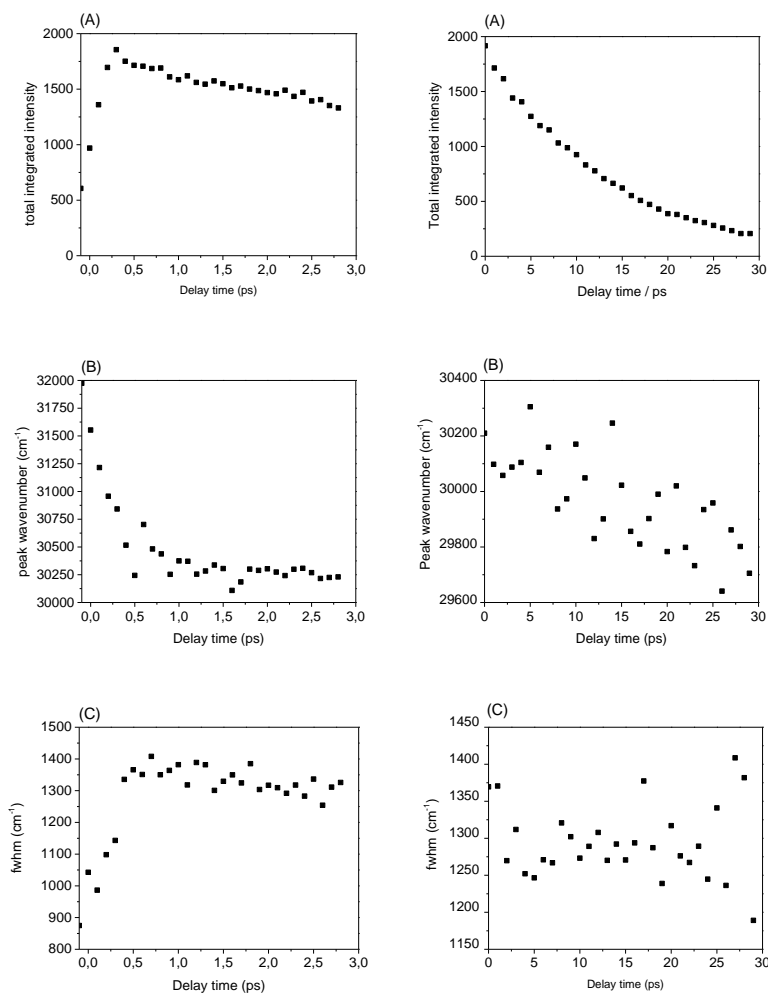 (A)
2000
1500
1000
500
0
total integrated intensity
0,0 0,5 1,0 1,5 2,0 2,5 3,0
Delay time (ps)
(A)
2000
1500
1000
500
0
Total integrated intensity
0 5 10 15 20 25 30
Delay time / ps
(B)
32000
31750
31500
31250
31000
30750
30500
30250
30000
peak wavenumber (cm⁻¹)
0,0 0,5 1,0 1,5 2,0 2,5 3,0
Delay time (ps)
(B)
30400
30200
30000
29800
29600
Peak wavenumber (cm⁻¹)
0 5 10 15 20 25 30
Delay time (ps)
(C)
1500
1400
1300
1200
1100
1000
900
800
fwhm (cm⁻¹)
0,0 0,5 1,0 1,5 2,0 2,5 3,0
Delay time (ps)
(C)
1450
1400
1350
1300
1250
1200
1150
fwhm (cm⁻¹)
0 5 10 15 20 25 30
Delay time (ps)